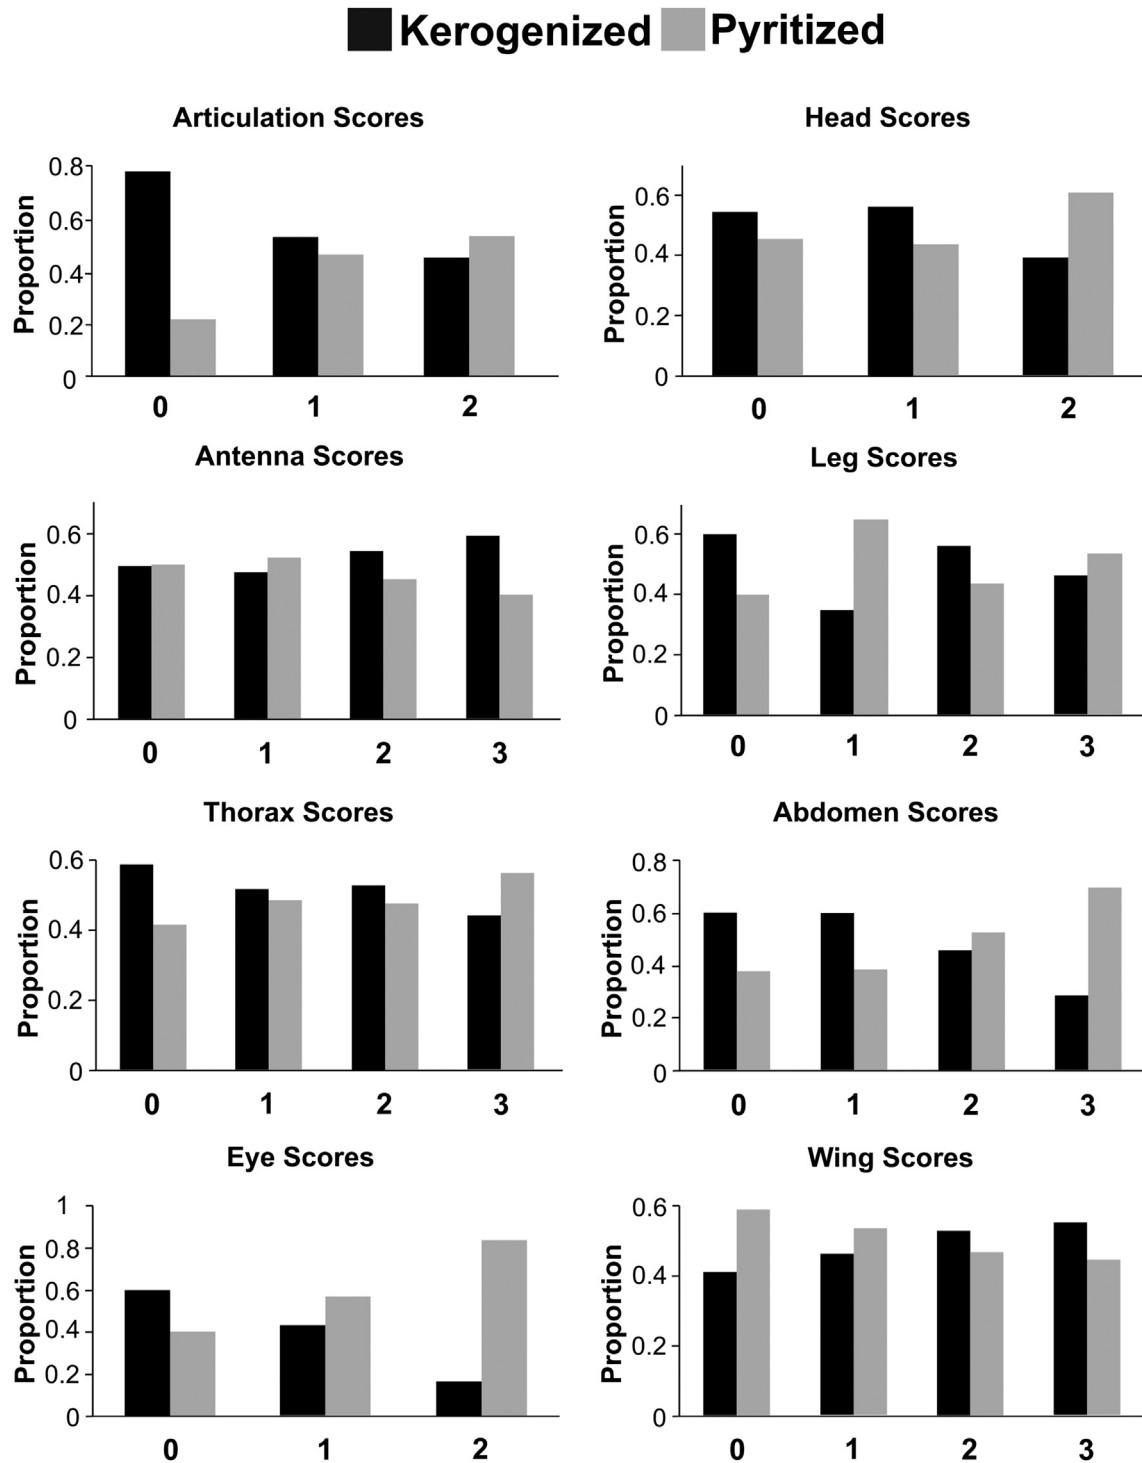 Kerogenized Pyritized
Articulation Scores
Proportion
0.8
0.6
0.4
0.2
0
0 1 2
Head Scores
Proportion
0.6
0.4
0.2
0
0 1 2
Antenna Scores
Proportion
0.6
0.4
0.2
0
0 1 2 3
Leg Scores
Proportion
0.6
0.4
0.2
0
0 1 2 3
Thorax Scores
Proportion
0.6
0.4
0.2
0
0 1 2 3
Abdomen Scores
Proportion
0.8
0.6
0.4
0.2
0
0 1 2 3
Eye Scores
Proportion
1
0.8
0.6
0.4
0.2
0
0 1 2
Wing Scores
Proportion
0.6
0.4
0.2
0
0 1 2 3